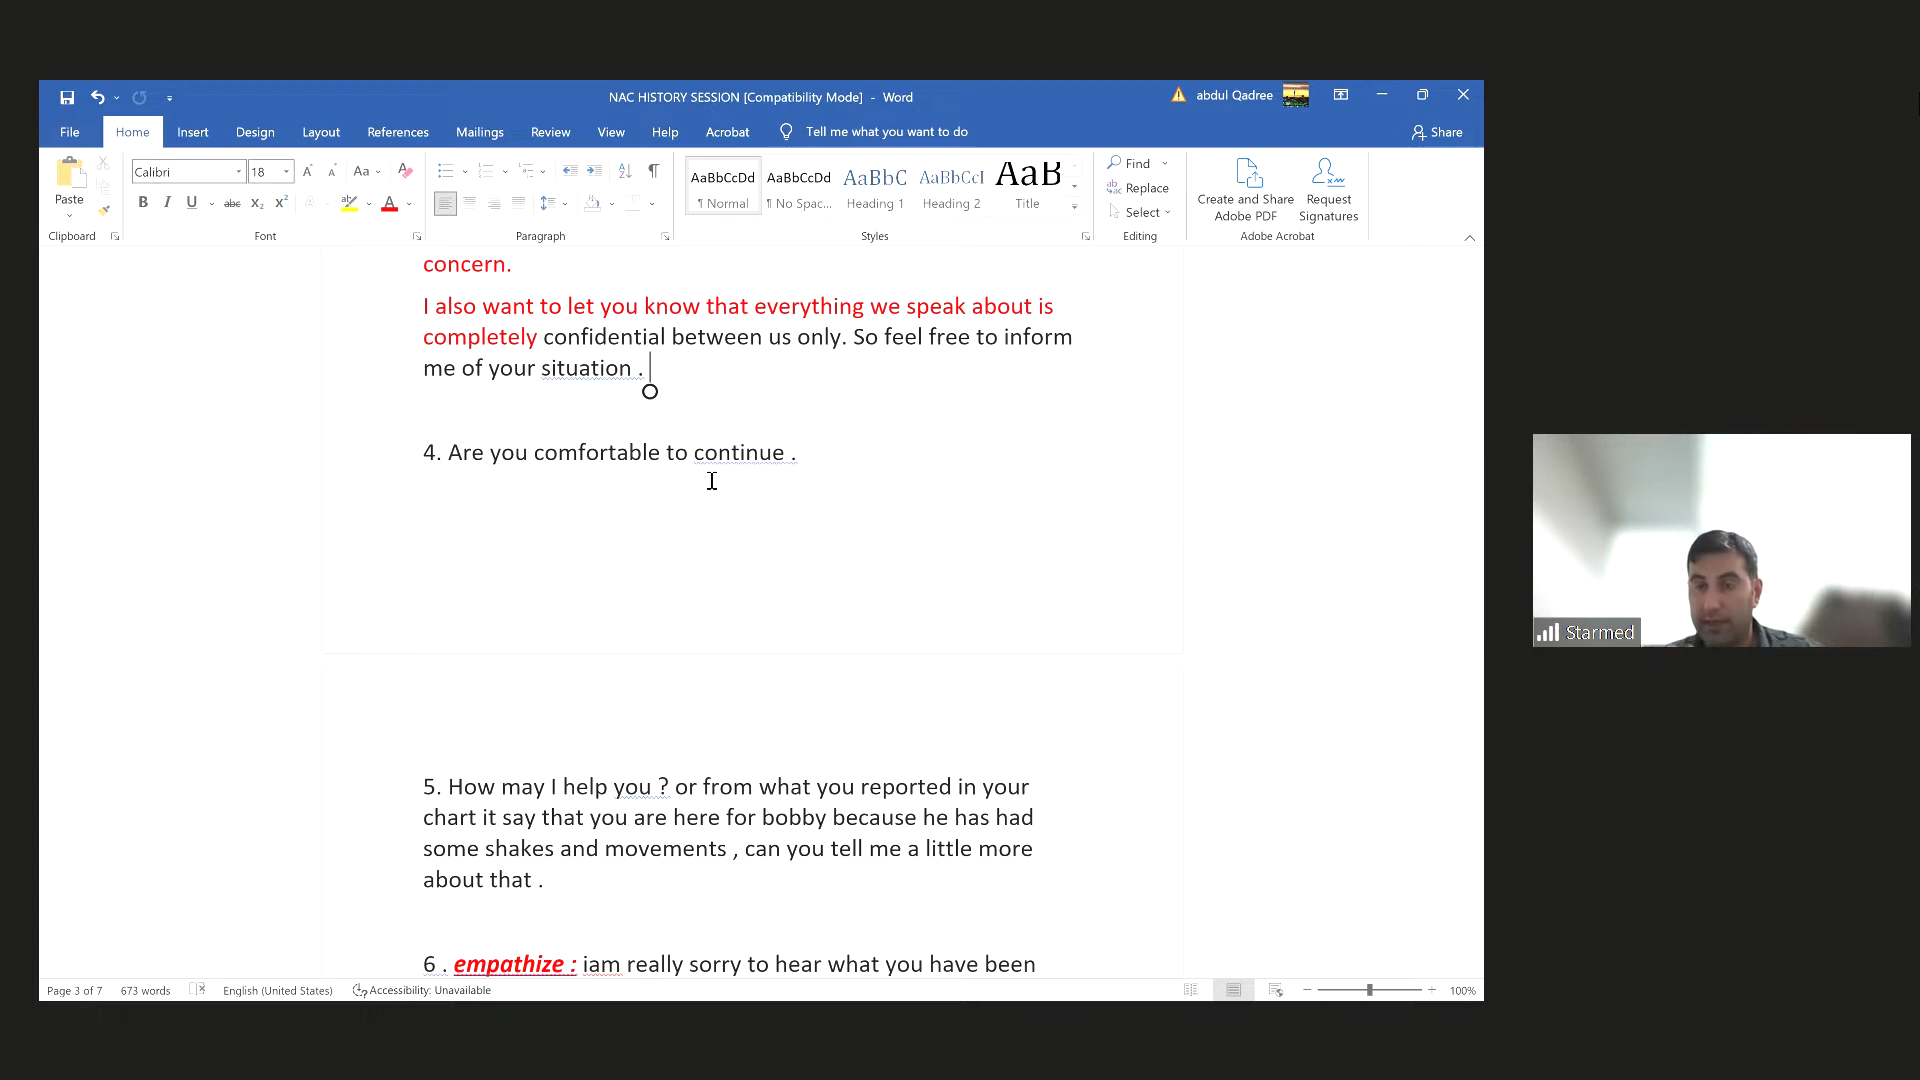 NAC HISTORY SESSION [Compatibility Mode] - Word
abdul Qadree
File Home Insert Design Layout References Mailings Review View Help Acrobat Tell me what you want to do Share
Paste
Calibri 18
Aa
AaBbCcDd AaBbCcDd AaBbC AaBbCcI AaB
¶ Normal ¶ No Spac... Heading 1 Heading 2 Title
Find
Replace
Select
Create and Share Adobe PDF
Request Signatures
Clipboard Font Paragraph Styles Editing Adobe Acrobat
concern.
I also want to let you know that everything we speak about is
completely confidential between us only. So feel free to inform
me of your situation .
4. Are you comfortable to continue .
5. How may I help you ? or from what you reported in your
chart it say that you are here for bobby because he has had
some shakes and movements , can you tell me a little more
about that .
6 . empathize : iam really sorry to hear what you have been
Page 3 of 7 673 words English (United States) Accessibility: Unavailable 100%
Starmed